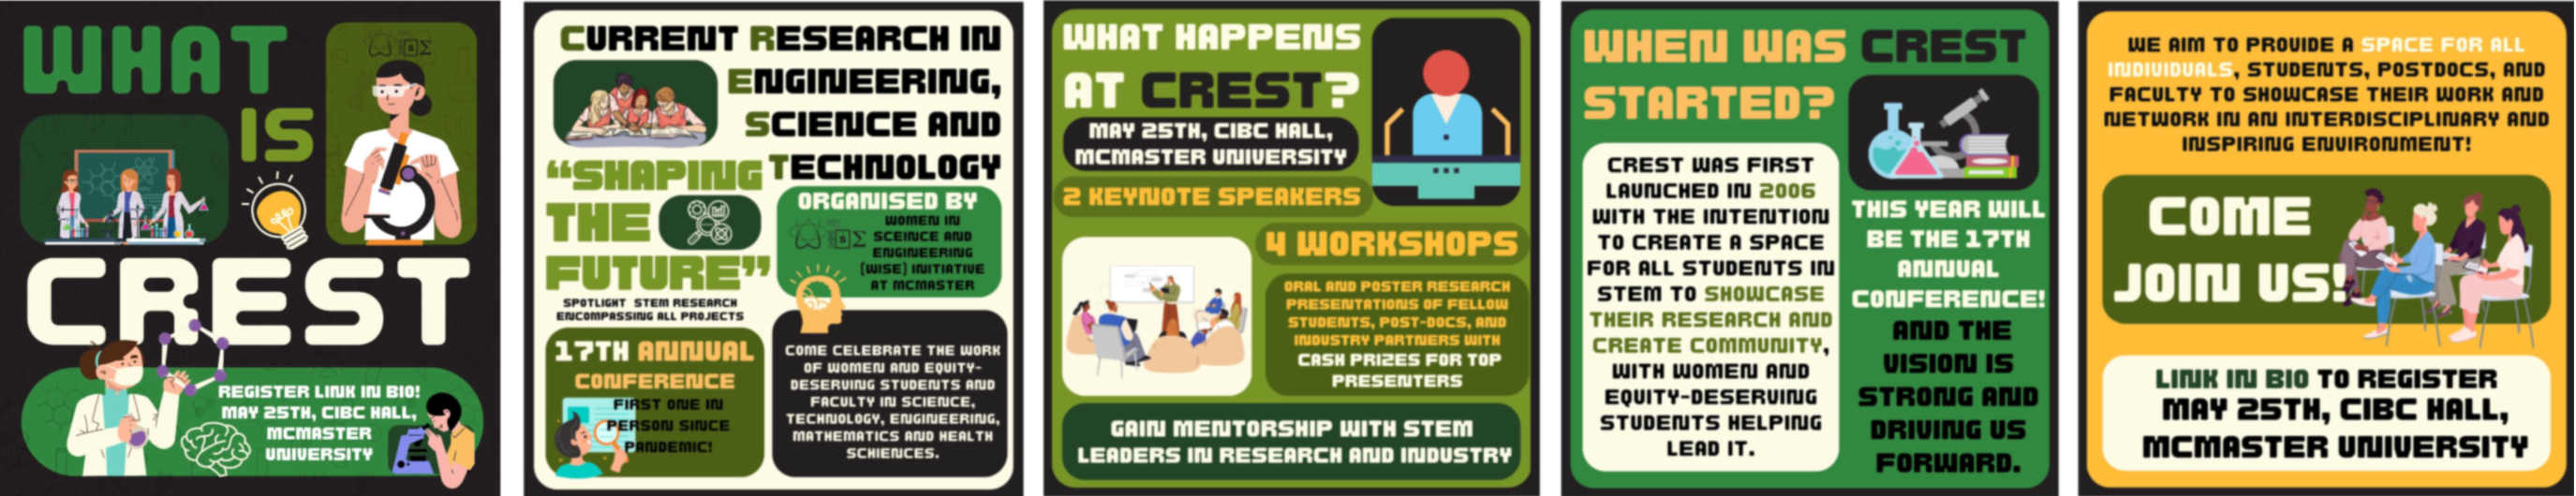 WHAT
IS
CREST
REGISTER LINK IN BIO!
MAY 25TH, CIBC HALL,
MCMASTER
UNIVERSITY
CURRENT RESEARCH IN
ENGINEERING,
SCIENCE AND
TECHNOLOGY
"SHAPING
THE
FUTURE"
SPOTLIGHT STEM RESEARCH
ENCOMPASSING ALL PROJECTS
ORGANISED BY
WOMEN IN
SCEINCE AND
ENGINEERING
(WISE) INITIATIVE
AT MCMASTER
17TH ANNUAL
CONFERENCE
FIRST ONE IN
PERSON SINCE
PANDEMIC!
COME CELEBRATE THE WORK
OF WOMEN AND EQUITY-
DESERVING STUDENTS AND
FACULTY IN SCIENCE,
TECHNOLOGY, ENGINEERING,
MATHEMATICS AND HEALTH
SCHIENCES.
WHAT HAPPENS
AT CREST?
MAY 25TH, CIBC HALL,
MCMASTER UNIVERSITY
2 KEYNOTE SPEAKERS
4 WORKSHOPS
ORAL AND POSTER RESEARCH
PRESENTATIONS OF FELLOW
STUDENTS, POST-DOCS, AND
INDUSTRY PARTNERS WITH
CASH PRIZES FOR TOP
PRESENTERS
GAIN MENTORSHIP WITH STEM
LEADERS IN RESEARCH AND INDUSTRY
WHEN WAS CREST
STARTED?
CREST WAS FIRST
LAUNCHED IN 2006
WITH THE INTENTION
TO CREATE A SPACE
FOR ALL STUDENTS IN
STEM TO SHOWCASE
THEIR RESEARCH AND
CREATE COMMUNITY,
WITH WOMEN AND
EQUITY-DESERVING
STUDENTS HELPING
LEAD IT.
THIS YEAR WILL
BE THE 17TH
ANNUAL
CONFERENCE!
AND THE
VISION IS
STRONG AND
DRIVING US
FORWARD.
WE AIM TO PROVIDE A SPACE FOR ALL
INDIVIDUALS, STUDENTS, POSTDOCS, AND
FACULTY TO SHOWCASE THEIR WORK AND
NETWORK IN AN INTERDISCIPLINARY AND
INSPIRING ENVIRONMENT!
COME
JOIN US!
LINK IN BIO TO REGISTER
MAY 25TH, CIBC HALL,
MCMASTER UNIVERSITY